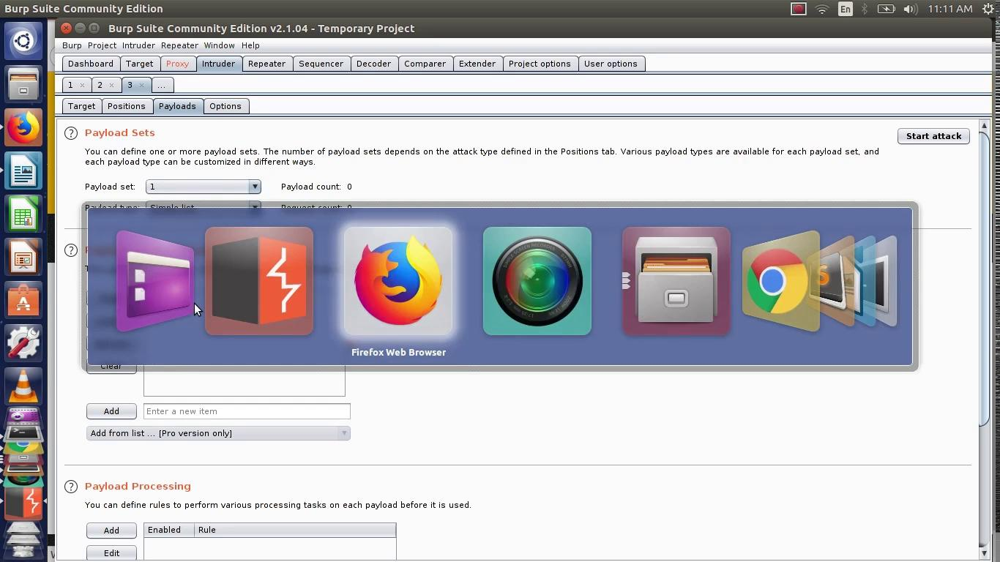 Burp Suite Community Edition
En
11:11 AM
Burp Suite Community Edition v2.1.04 - Temporary Project
Burp Project Intruder Repeater Window Help
Dashboard Target Proxy Intruder Repeater Sequencer Decoder Comparer Extender Project options User options
1 × 2 × 3 × ...
Target Positions Payloads Options
? Payload Sets
Start attack
You can define one or more payload sets. The number of payload sets depends on the attack type defined in the Positions tab. Various payload types are available for each payload set, and
each payload type can be customized in different ways.
Payload set: 1 Payload count: 0
Payload type: Simple list Request count: 0
?
Firefox Web Browser
Clear
Add Enter a new item
Add from list ... [Pro version only]
? Payload Processing
You can define rules to perform various processing tasks on each payload before it is used.
Add Enabled Rule
Edit